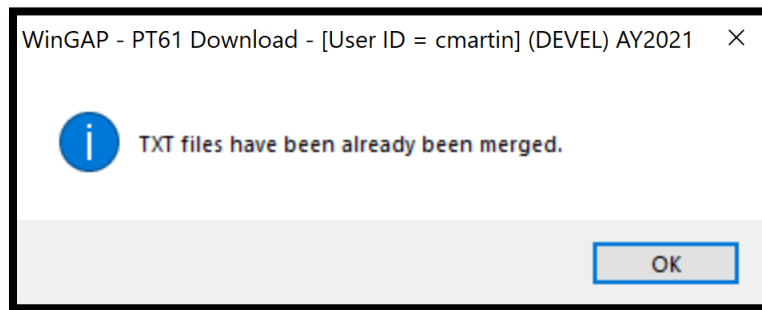 WinGAP - PT61 Download - [User ID = cmartin] (DEVEL) AY2021
TXT files have been already been merged.
OK